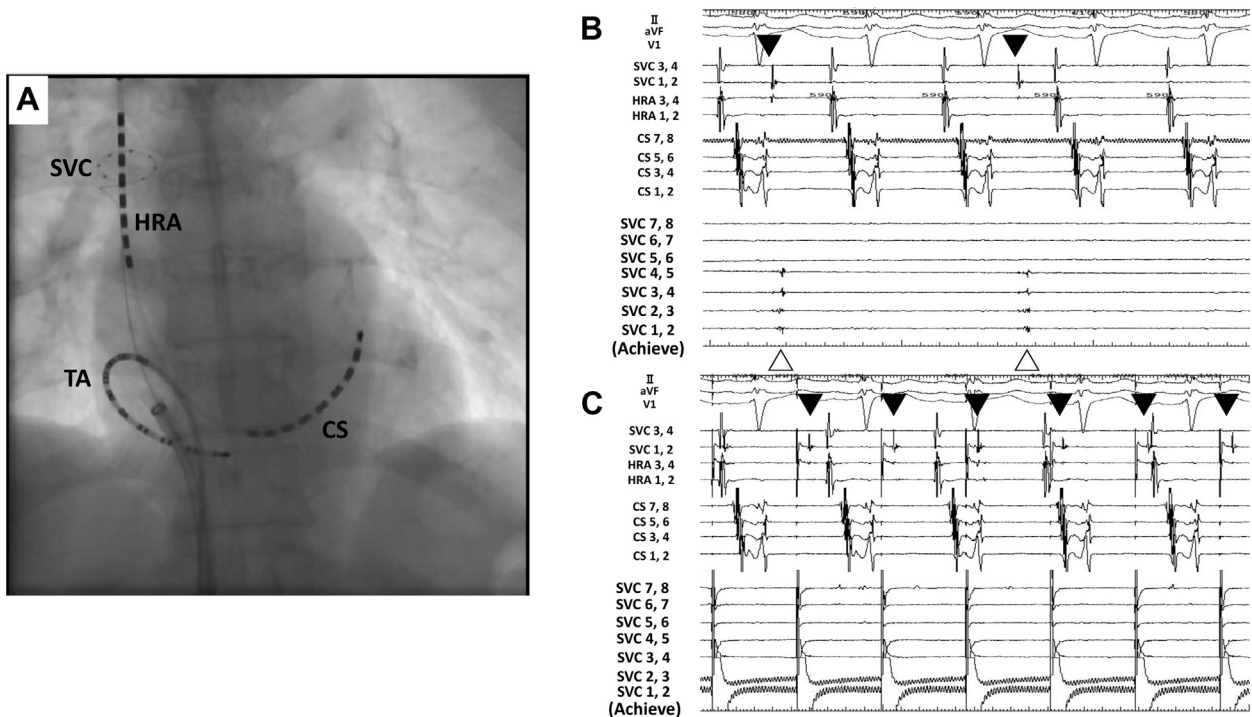 A
SVC
HRA
TA
CS
B
II
aVF
V1
SVC 3, 4
SVC 1, 2
HRA 3, 4
HRA 1, 2
CS 7, 8
CS 5, 6
CS 3, 4
CS 1, 2
590
590
590
590
SVC 7, 8
SVC 6, 7
SVC 5, 6
SVC 4, 5
SVC 3, 4
SVC 2, 3
SVC 1, 2
(Achieve)
C
II
aVF
V1
SVC 3, 4
SVC 1, 2
HRA 3, 4
HRA 1, 2
CS 7, 8
CS 5, 6
CS 3, 4
CS 1, 2
SVC 7, 8
SVC 6, 7
SVC 5, 6
SVC 4, 5
SVC 3, 4
SVC 2, 3
SVC 1, 2
(Achieve)